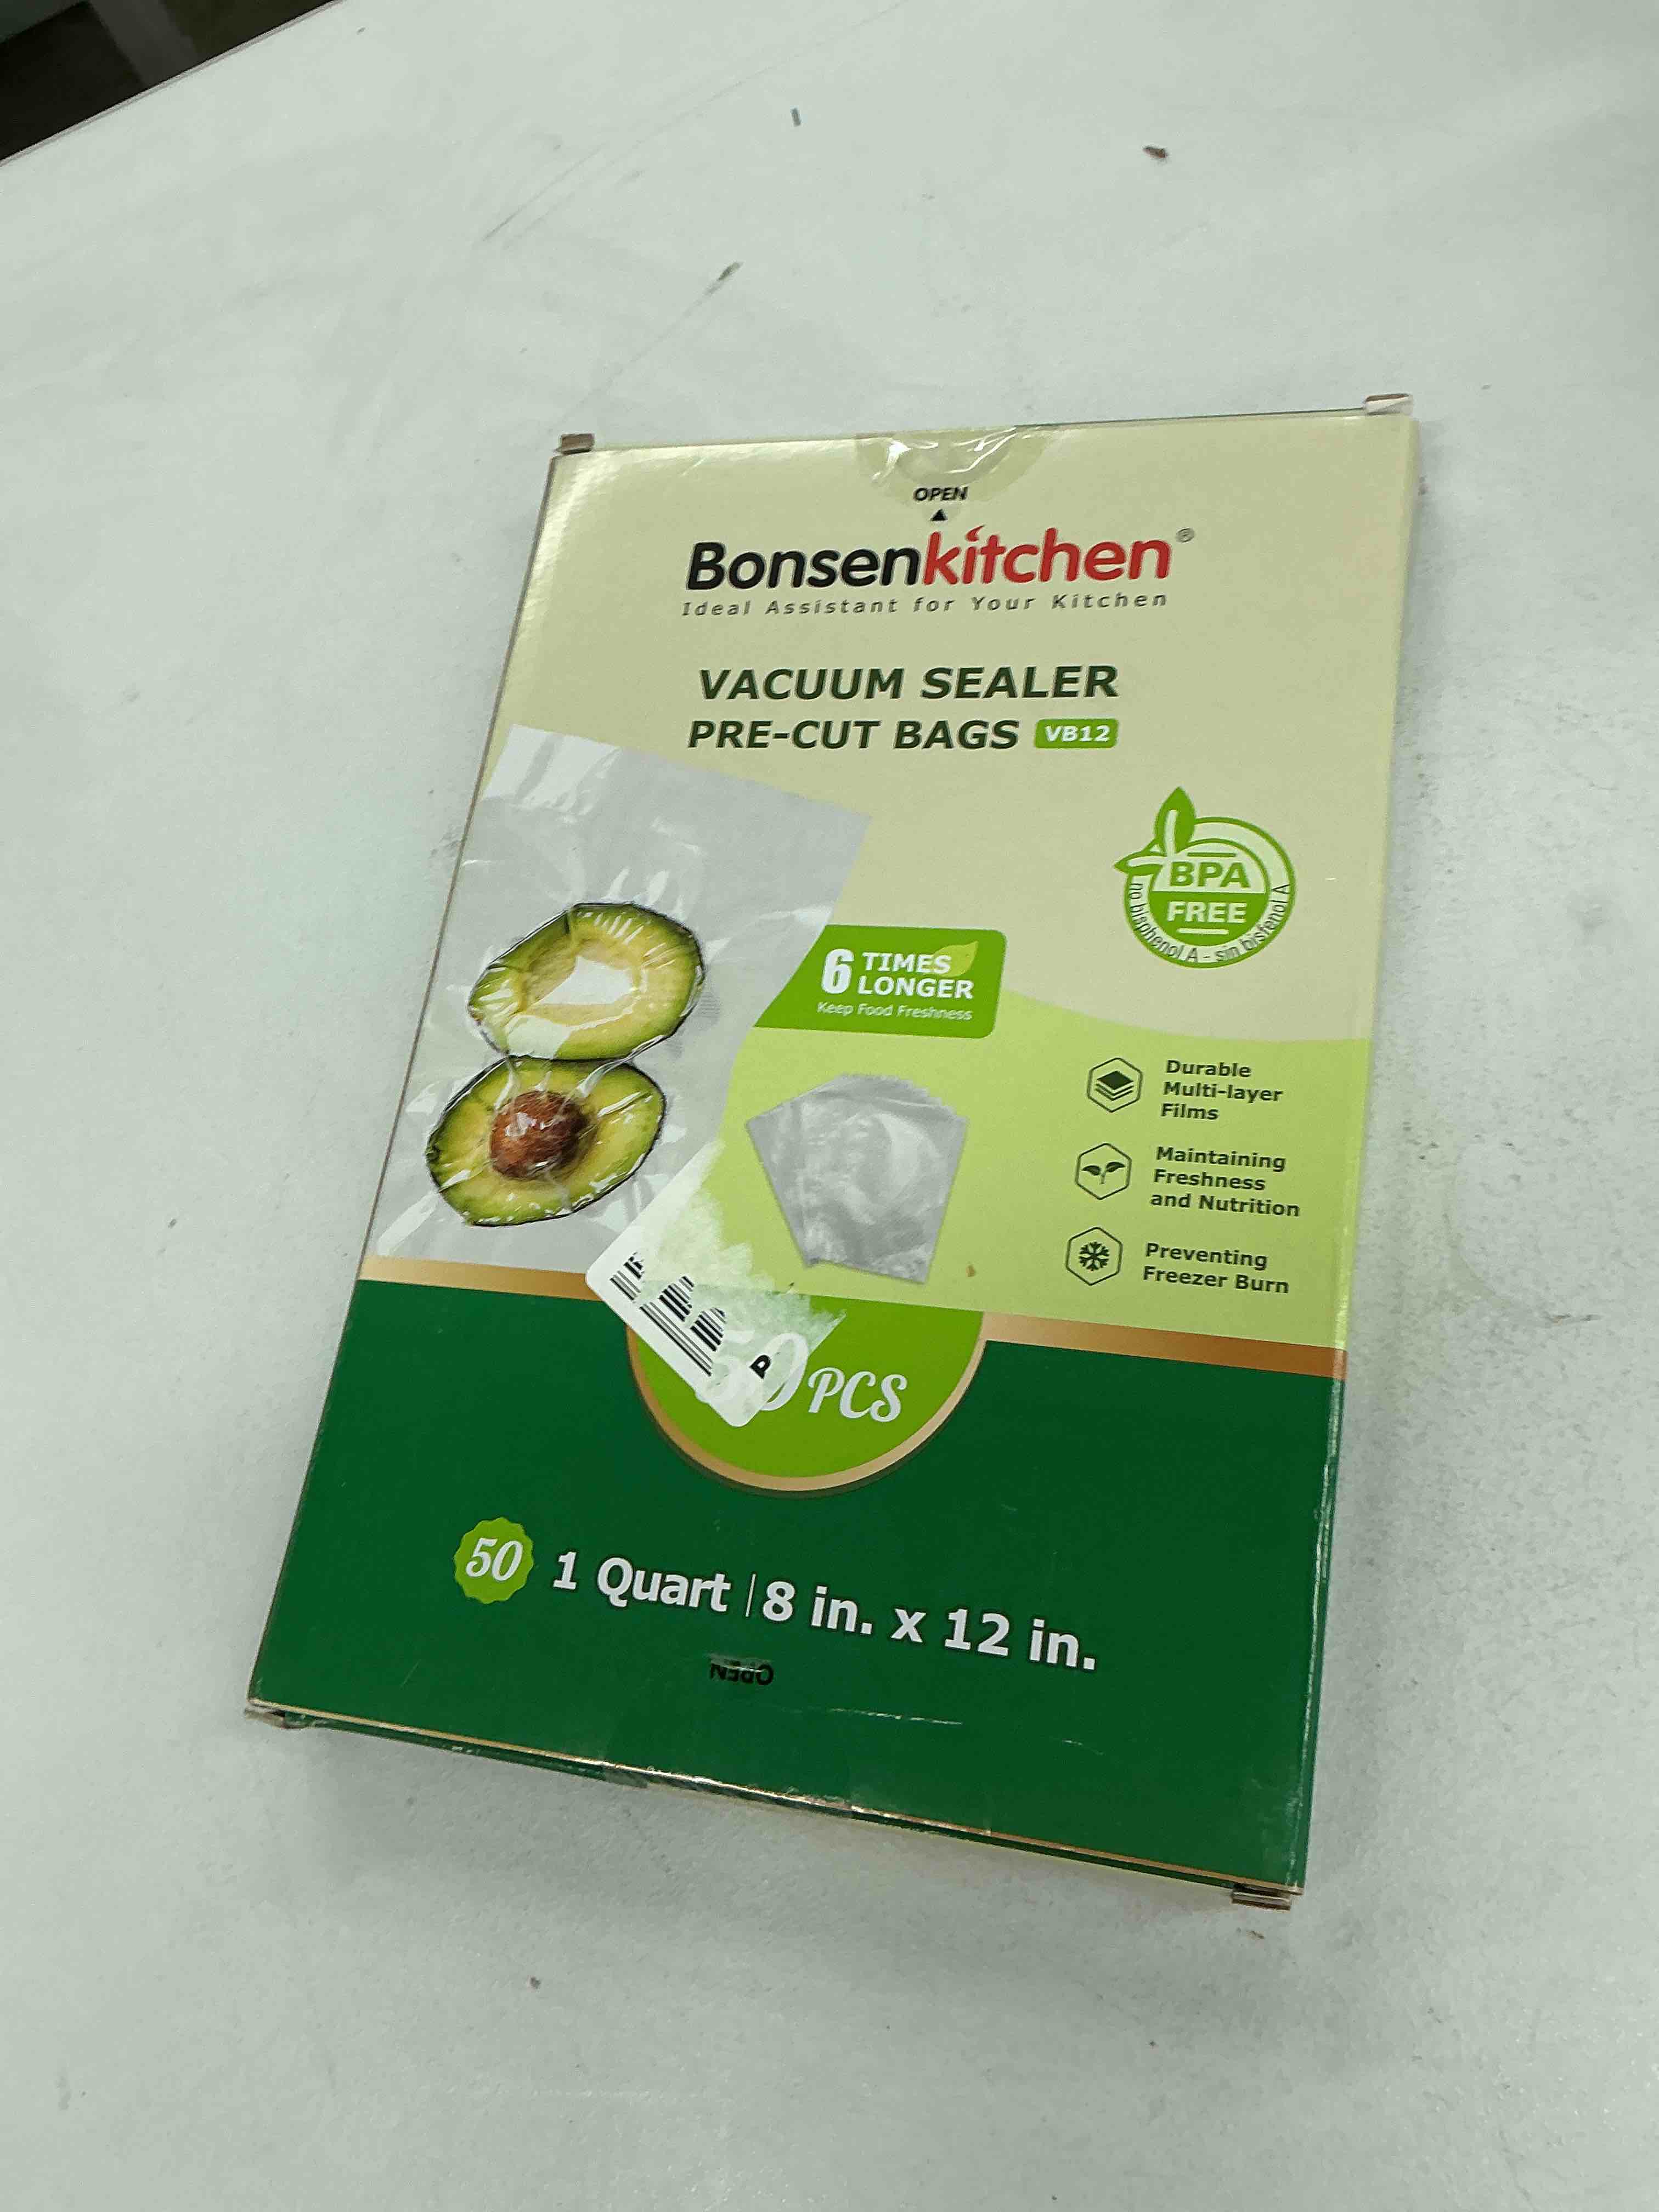 OPEN
Bonsenkitchen®
Ideal Assistant for Your Kitchen
VACUUM SEALER
PRE-CUT BAGS VB12
BPA
FREE
no bisphenol A - sin bisfenol A
6 TIMES
LONGER
Keep Food Freshness
Durable
Multi-layer
Films
Maintaining
Freshness
and Nutrition
Preventing
Freezer Burn
50 PCS
50 1 Quart | 8 in. x 12 in.
OPEN